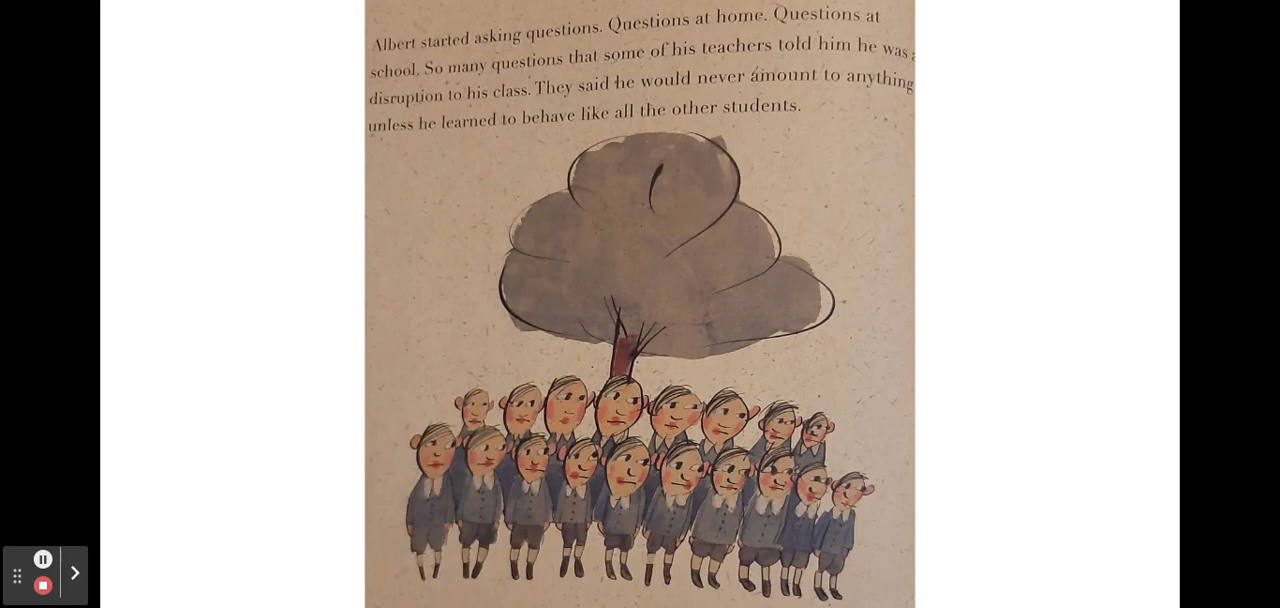 Albert started asking questions. Questions at home. Questions at
school. So many questions that some of his teachers told him he was a
disruption to his class. They said he would never amount to anything
unless he learned to behave like all the other students.